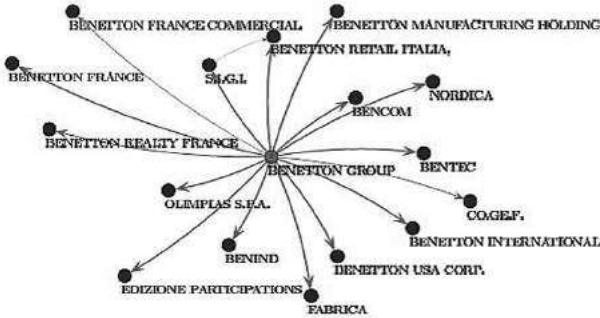 BENETTON FRANCE COMMERCIAL
BENETTON MANUFACTURING HOLDING
BENETTON RETAIL ITALIA,
BENETTON FRANCE
S.I.G.I.
NORDICA
BENCOM
BENETTON REALTY FRANCE
BENTEC
BENETTON GROUP
OLIMPIAS S.P.A.
CO.GE.F.
BENETTON INTERNATIONAL
BENIND
BENETTON USA CORP.
EDIZIONE PARTICIPATIONS
FABRICA